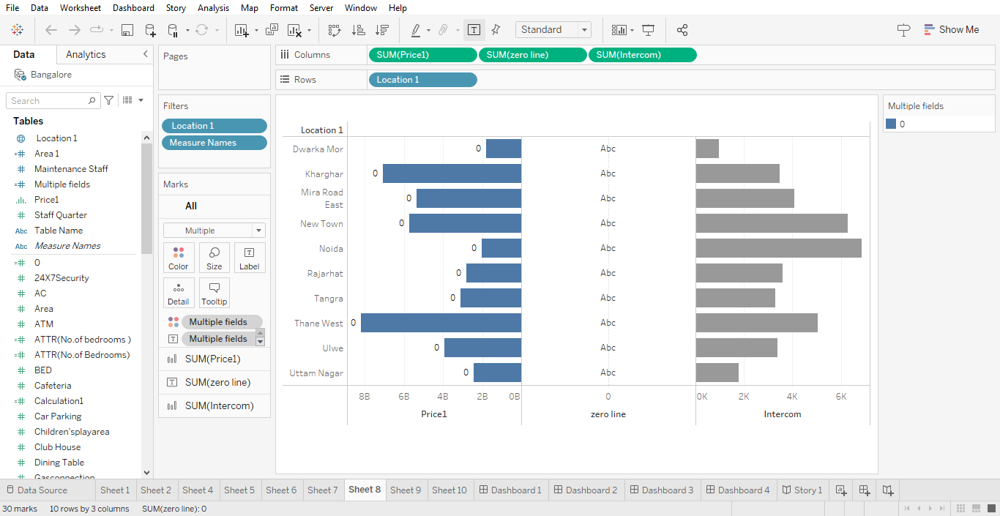 File Data Worksheet Dashboard Story Analysis Map Format Server Window Help
Standard
Show Me
Data Analytics
Bangalore
Search
Tables
Location 1
Area 1
Maintenance Staff
Multiple fields
Price1
Staff Quarter
Abc Table Name
Abc Measure Names
0
24X7Security
AC
Area
ATM
ATTR(No.of bedrooms )
ATTR(No.of Bedrooms)
BED
Cafeteria
Calculation1
Car Parking
Children'splayarea
Club House
Dining Table
Gasconnection
Pages
Filters
Location 1
Measure Names
Marks
All
Multiple
Color Size Label
Detail Tooltip
Multiple fields
Multiple fields
SUM(Price1)
SUM(zero line)
SUM(Intercom)
Columns SUM(Price1) SUM(zero line) SUM(Intercom)
Rows Location 1
Location 1
Dwarka Mor 0 Abc
Kharghar 0 Abc
Mira Road
East 0 Abc
New Town 0 Abc
Noida 0 Abc
Rajarhat 0 Abc
Tangra 0 Abc
Thane West 0 Abc
Ulwe 0 Abc
Uttam Nagar 0 Abc
8B 6B 4B 2B 0B 0 0K 2K 4K 6K
Price1 zero line Intercom
Multiple fields
0
Data Source Sheet 1 Sheet 2 Sheet 4 Sheet 5 Sheet 6 Sheet 7 Sheet 8 Sheet 9 Sheet 10 Dashboard 1 Dashboard 2 Dashboard 3 Dashboard 4 Story 1
30 marks 10 rows by 3 columns SUM(zero line): 0